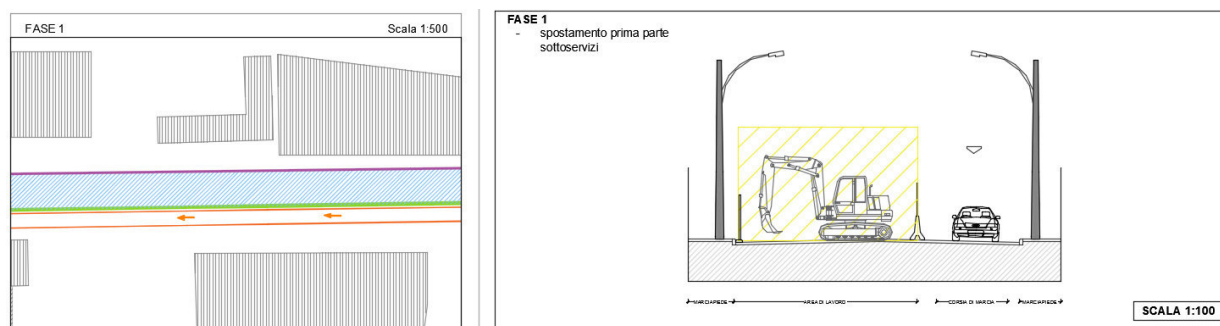 FASE 1
Scala 1:500
FASE 1
- spostamento prima parte
sottoservizi
MARCIAPIEDE
AREA DI LAVORO
CORSIA DI MARCIA
MARCIAPIEDE
SCALA 1:100